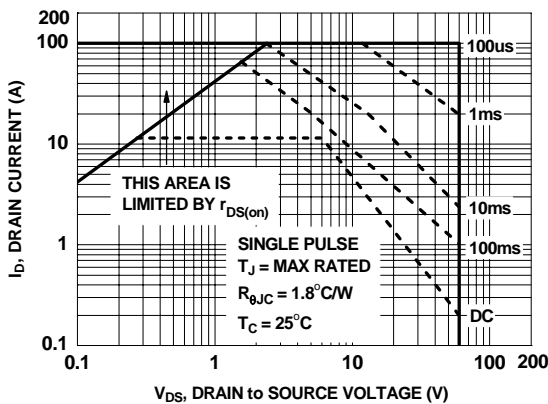 200
100
10
1
0.1
I_D, DRAIN CURRENT (A)
100us
1ms
10ms
100ms
DC
THIS AREA IS
LIMITED BY r_DS(on)
SINGLE PULSE
T_J = MAX RATED
R_θJC = 1.8°C/W
T_C = 25°C
0.1
1
10
100
200
V_DS, DRAIN to SOURCE VOLTAGE (V)